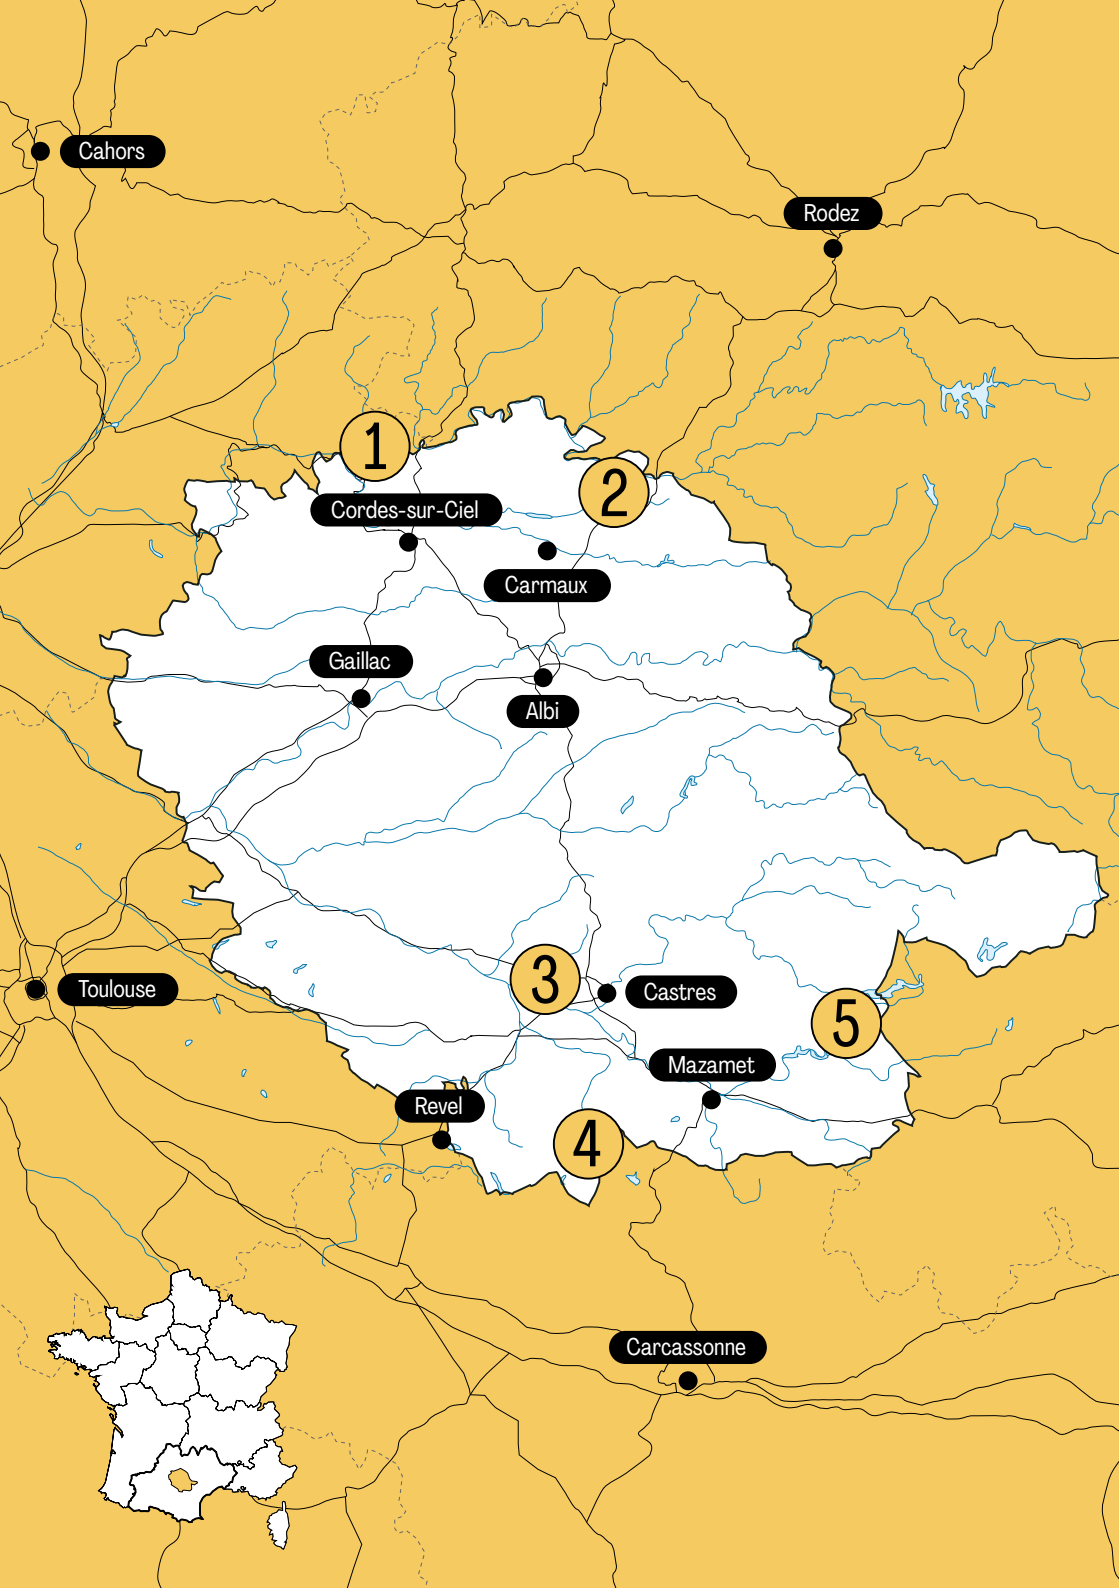 Cahors
Rodez
1
2
Cordes-sur-Ciel
Carmaux
Gaillac
Albi
3
Castres
Toulouse
5
Mazamet
Revel
4
Carcassonne